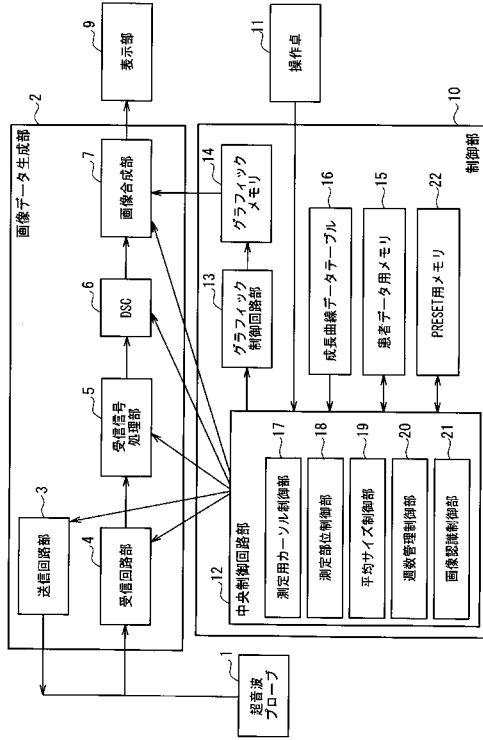 2
画像データ生成部
3
送信回路部
4
受信回路部
5
受信信号
処理部
6
DSC
7
画像合成部
9
表示部
1
超音波
プローブ
10
制御部
12
中央制御回路部
17
測定用カーソル制御部
18
測定部位制御部
19
平均サイズ制御部
20
週数管理制御部
21
画像認識制御部
13
グラフィック
制御回路部
14
グラフィック
メモリ
16
成長曲線データテーブル
15
患者データ用メモリ
22
PRESET用メモリ
11
操作卓